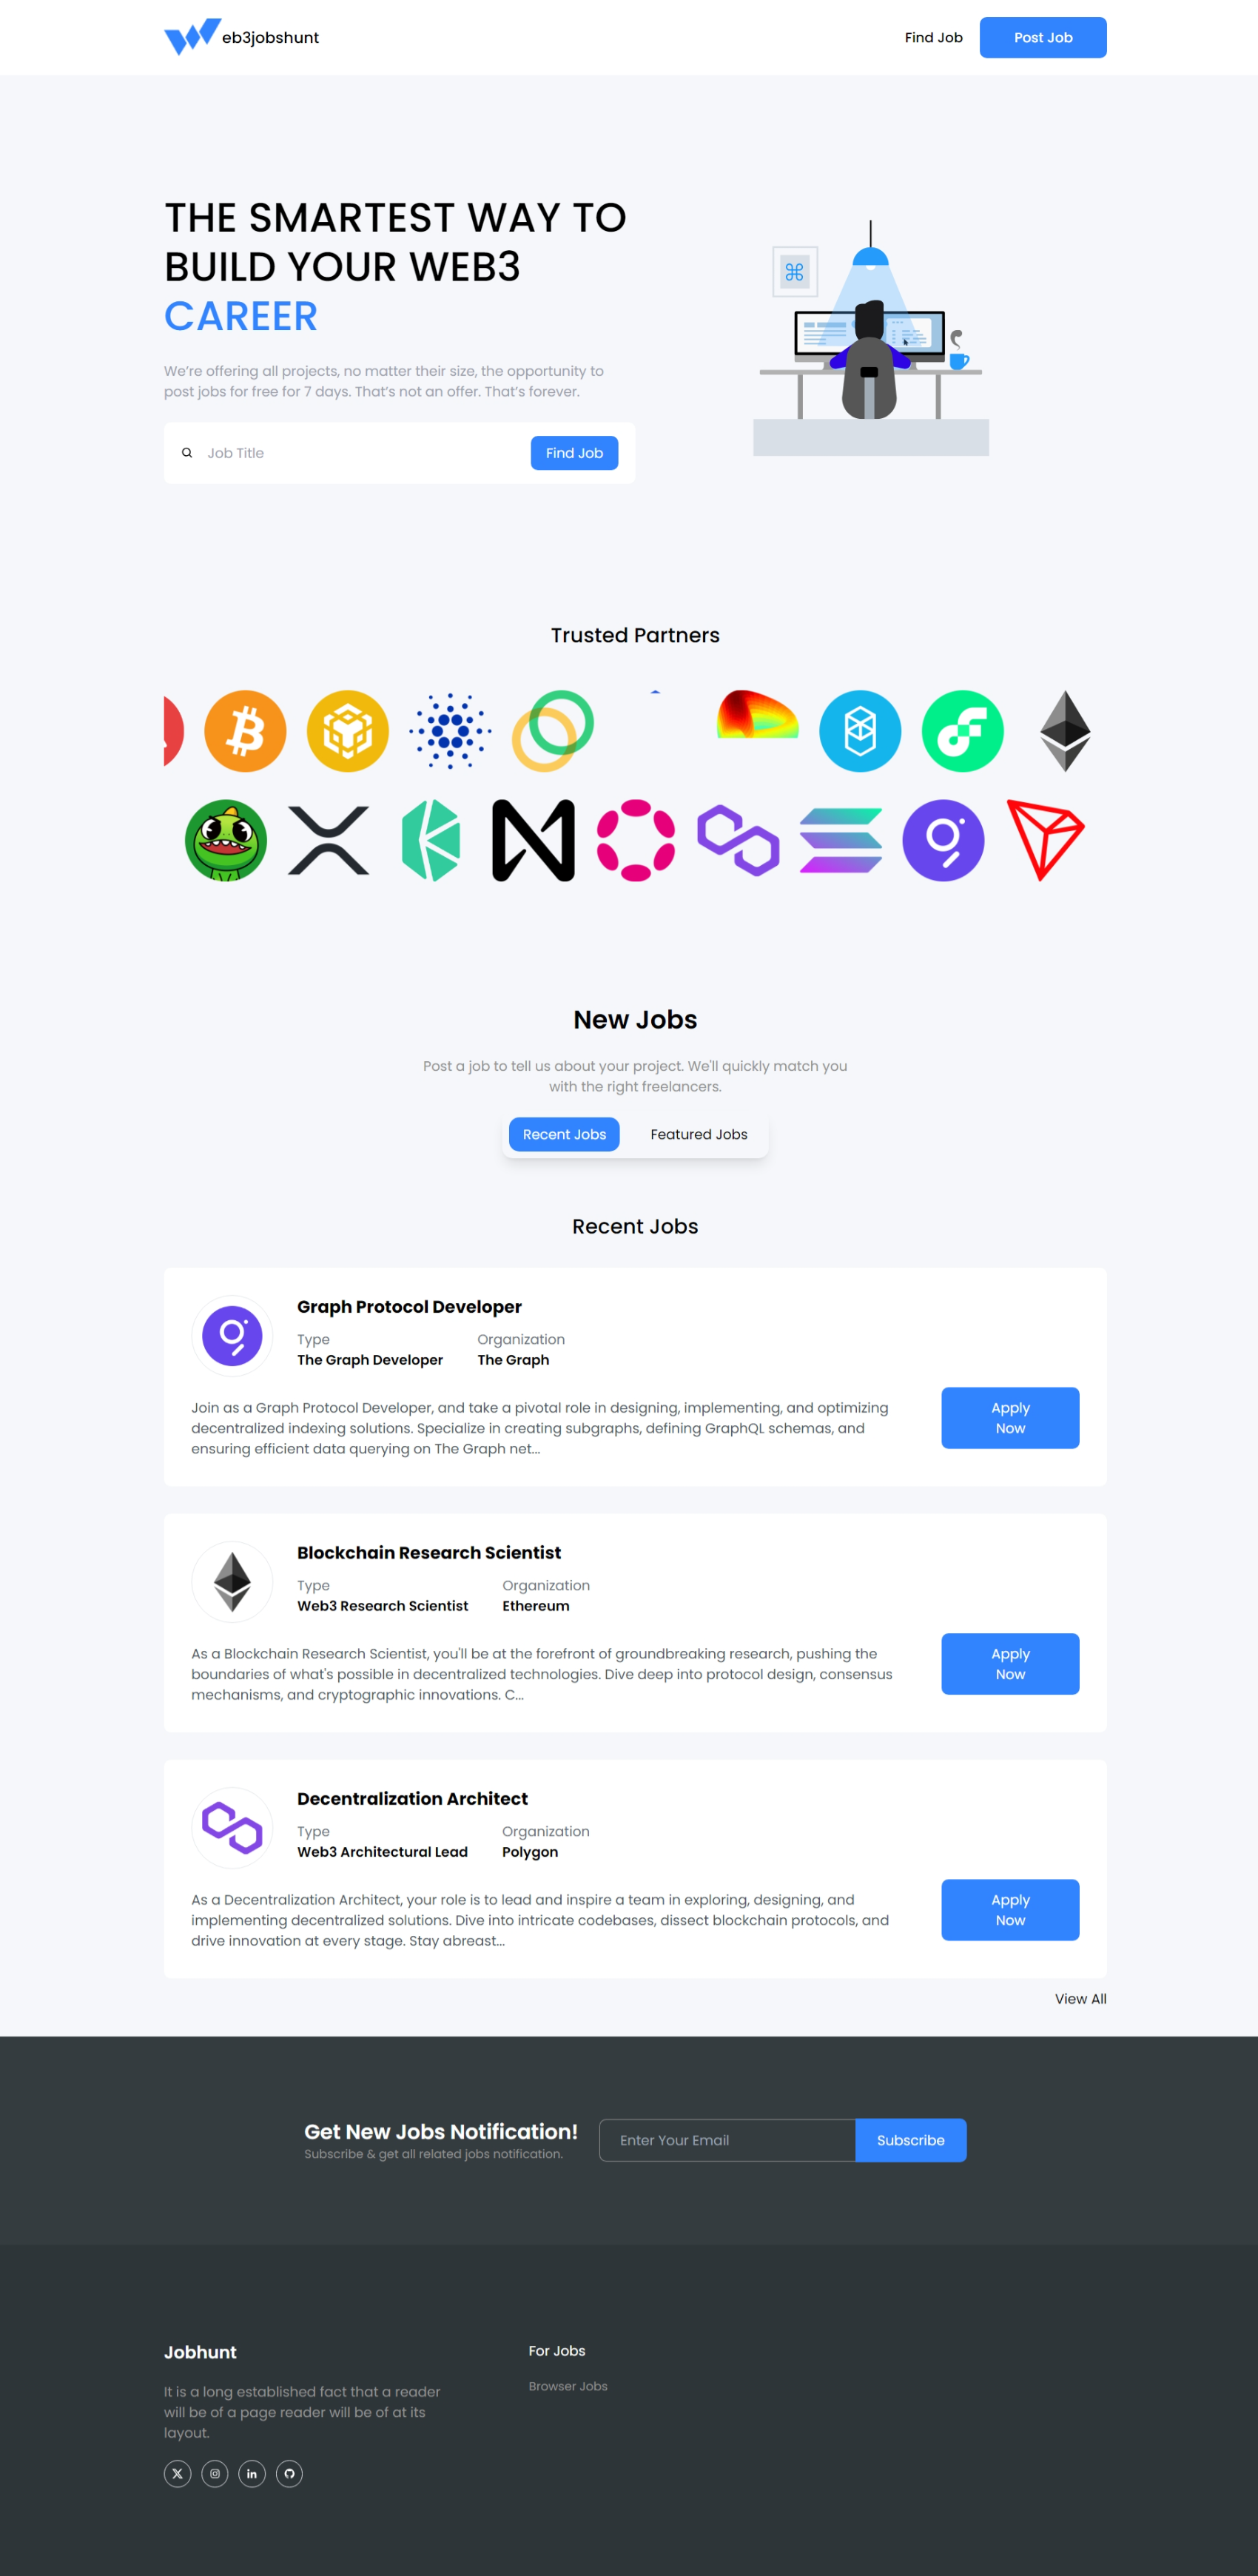 eb3jobshunt
Find Job
Post Job
THE SMARTEST WAY TO
BUILD YOUR WEB3
CAREER
We’re offering all projects, no matter their size, the opportunity to
post jobs for free for 7 days. That’s not an offer. That’s forever.
Job Title
Find Job
Trusted Partners
New Jobs
Post a job to tell us about your project. We'll quickly match you
with the right freelancers.
Recent Jobs
Featured Jobs
Recent Jobs
Graph Protocol Developer
Type
Organization
The Graph Developer
The Graph
Join as a Graph Protocol Developer, and take a pivotal role in designing, implementing, and optimizing
decentralized indexing solutions. Specialize in creating subgraphs, defining GraphQL schemas, and
ensuring efficient data querying on The Graph net...
Apply
Now
Blockchain Research Scientist
Type
Organization
Web3 Research Scientist
Ethereum
As a Blockchain Research Scientist, you'll be at the forefront of groundbreaking research, pushing the
boundaries of what's possible in decentralized technologies. Dive deep into protocol design, consensus
mechanisms, and cryptographic innovations. C...
Apply
Now
Decentralization Architect
Type
Organization
Web3 Architectural Lead
Polygon
As a Decentralization Architect, your role is to lead and inspire a team in exploring, designing, and
implementing decentralized solutions. Dive into intricate codebases, dissect blockchain protocols, and
drive innovation at every stage. Stay abreast...
Apply
Now
View All
Get New Jobs Notification!
Subscribe & get all related jobs notification.
Enter Your Email
Subscribe
Jobhunt
It is a long established fact that a reader
will be of a page reader will be of at its
layout.
For Jobs
Browser Jobs